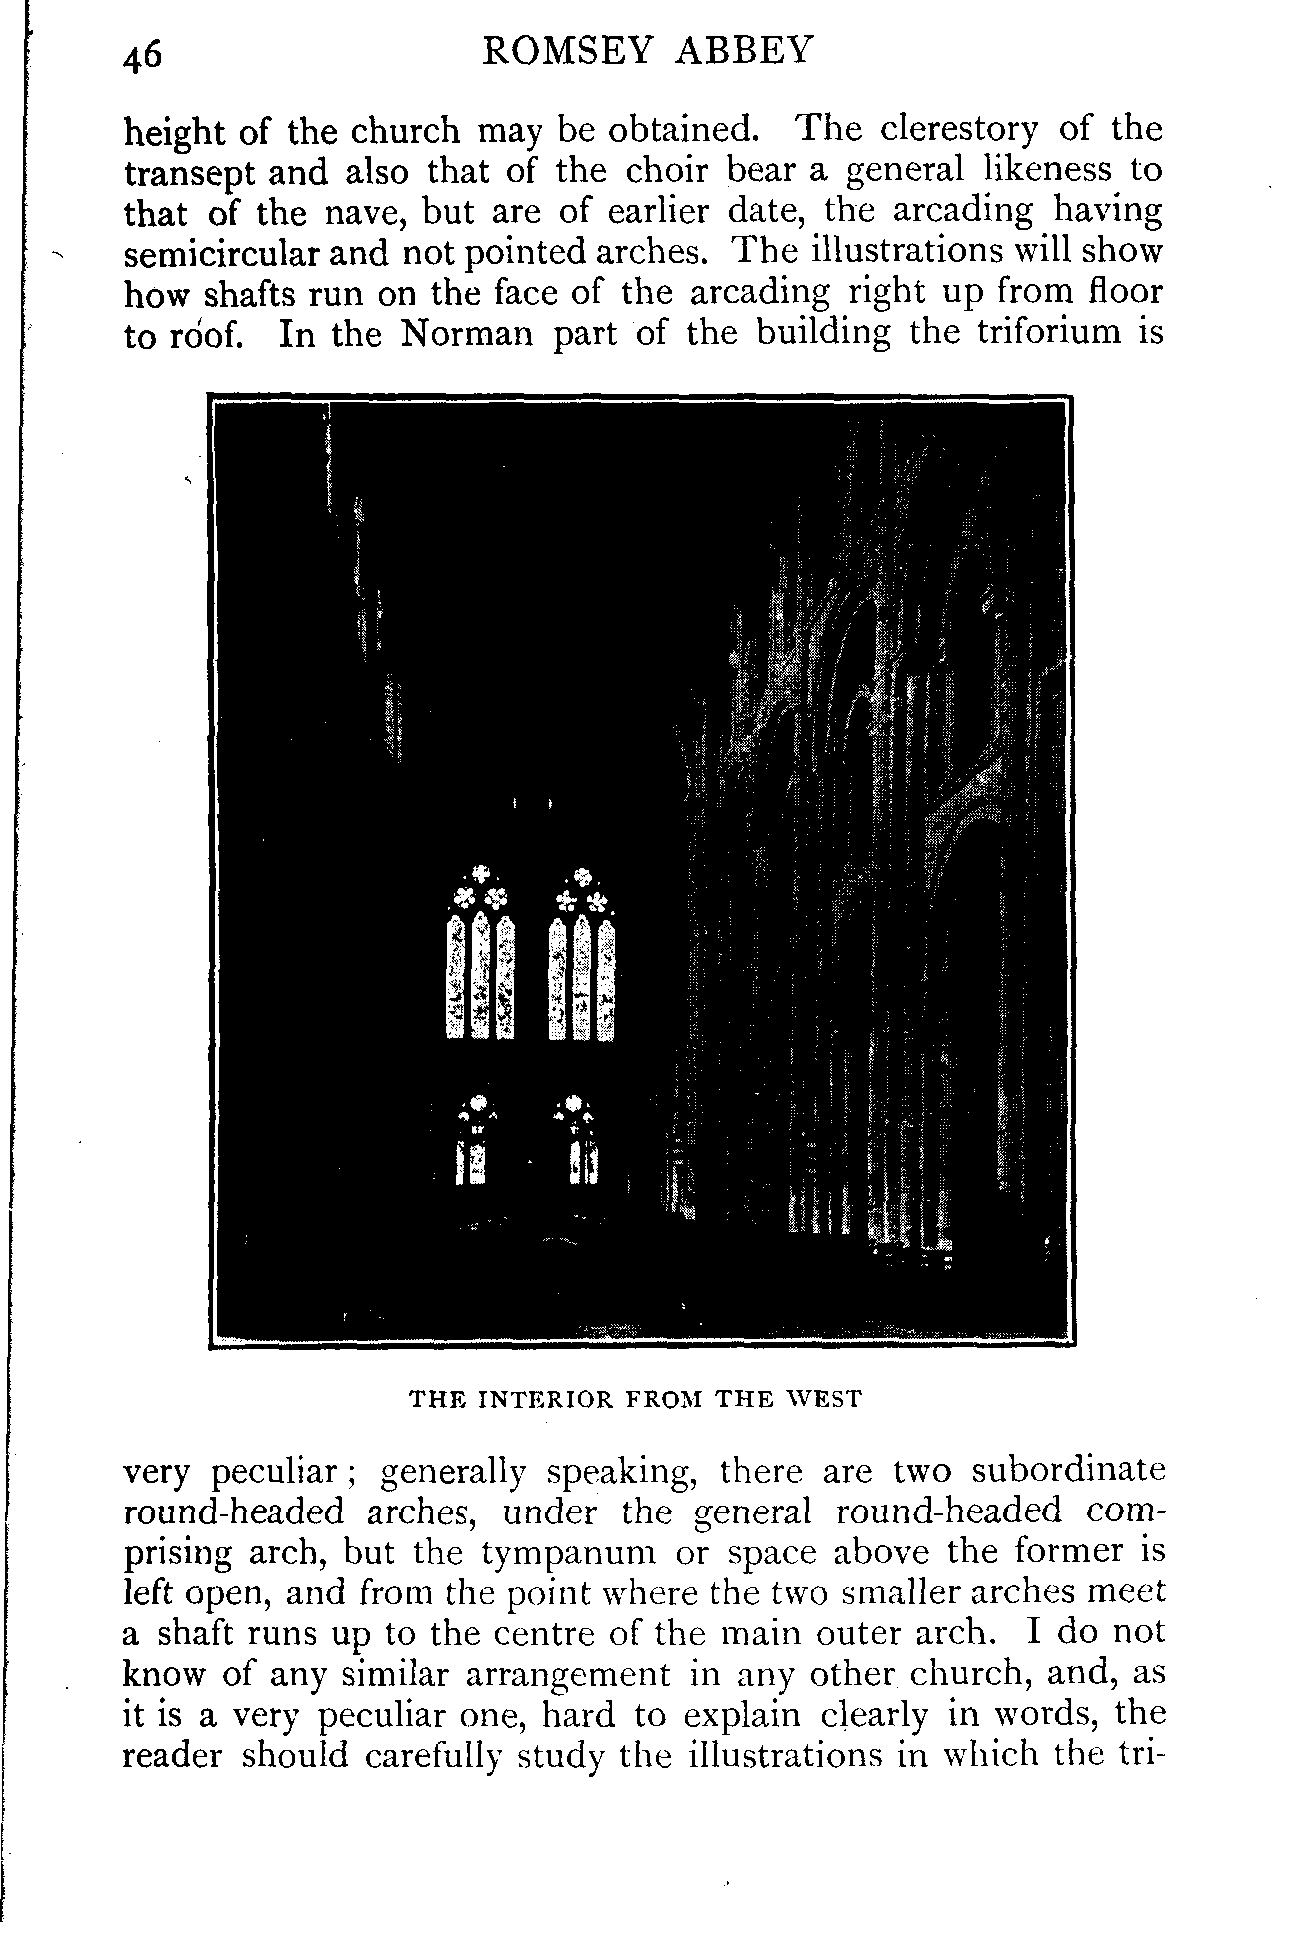 46 ROMSEY ABBEY
height of the church may be obtained. The clerestory of the
transept and also that of the choir bear a general likeness to
that of the nave, but are of earlier date, the arcading having
semicircular and not pointed arches. The illustrations will show
how shafts run on the face of the arcading right up from floor
to roof. In the Norman part of the building the triforium is
THE INTERIOR FROM THE WEST
very peculiar; generally speaking, there are two subordinate
round-headed arches, under the general round-headed com-
prising arch, but the tympanum or space above the former is
left open, and from the point where the two smaller arches meet
a shaft runs up to the centre of the main outer arch. I do not
know of any similar arrangement in any other church, and, as
it is a very peculiar one, hard to explain clearly in words, the
reader should carefully study the illustrations in which the tri-